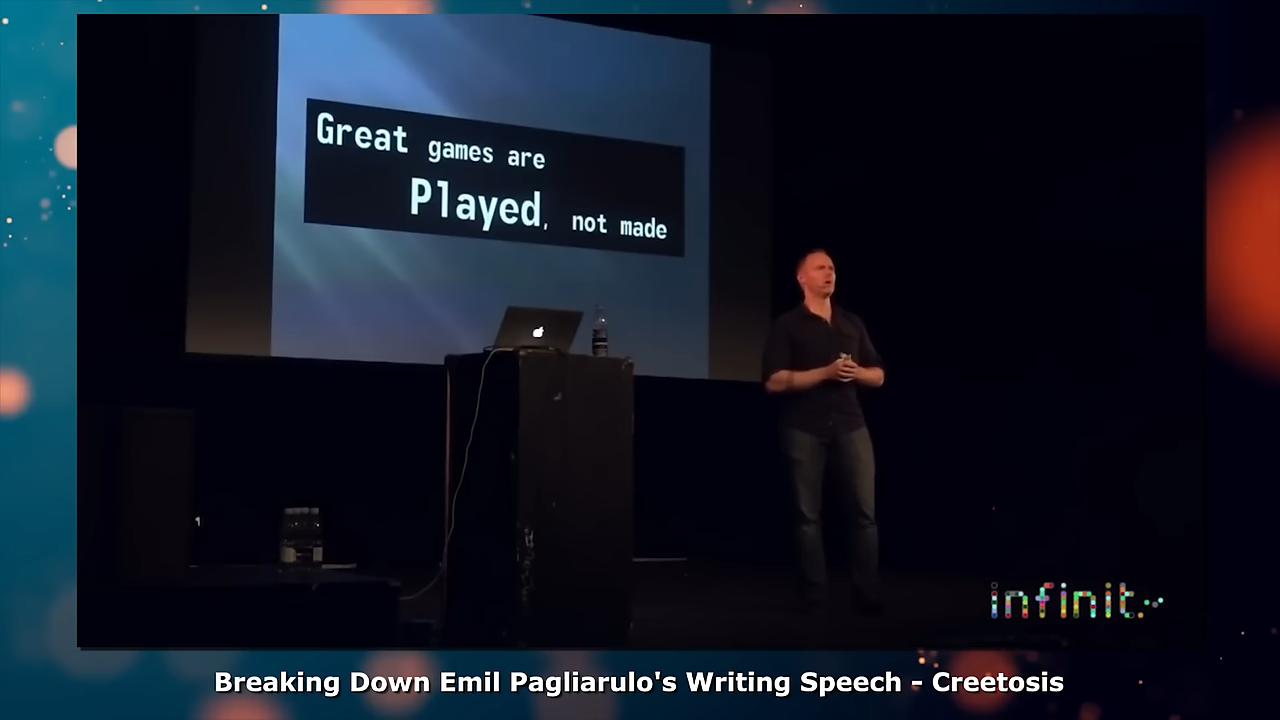 Great games are
Played, not made
infinit
Breaking Down Emil Pagliarulo's Writing Speech - Creetosis